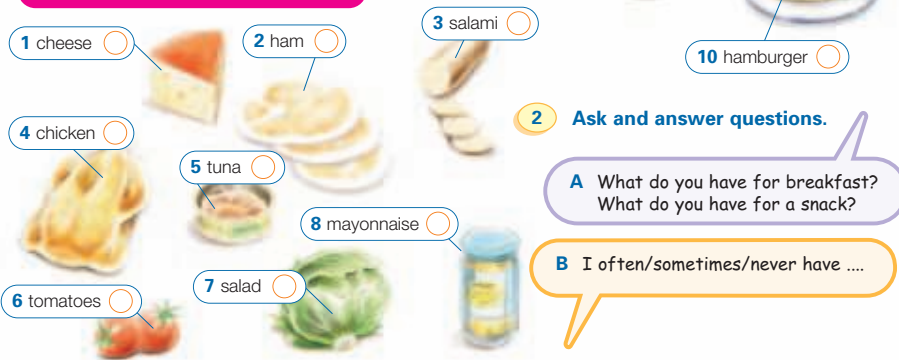 1 cheese
2 ham
3 salami
10 hamburger
4 chicken
5 tuna
2 Ask and answer questions.
A What do you have for breakfast?
What do you have for a snack?
8 mayonnaise
B I often/sometimes/never have ....
7 salad
6 tomatoes